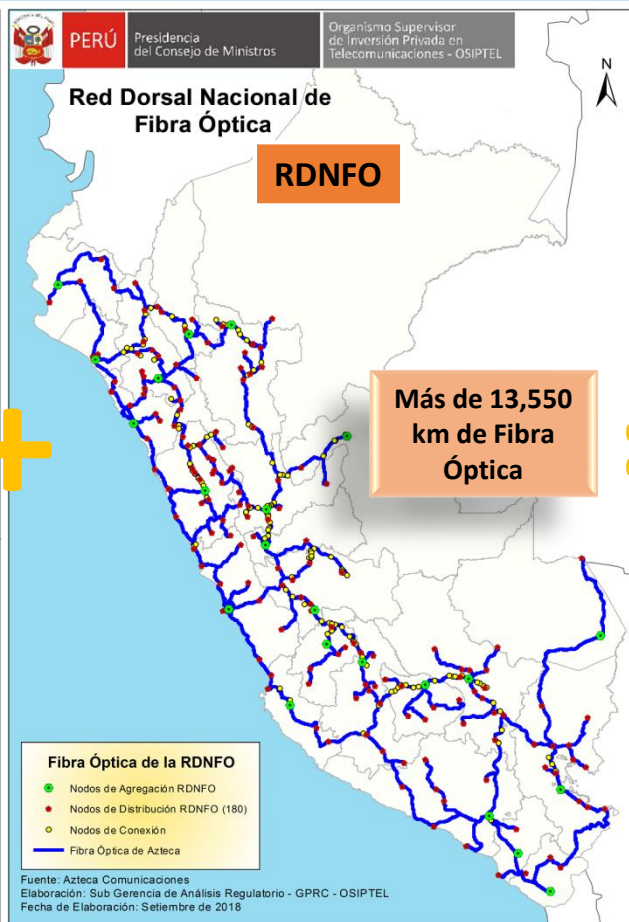 PERÚ
Presidencia
del Consejo de Ministros
Organismo Supervisor
de Inversión Privada en
Telecomunicaciones - OSIPTEL
N
Red Dorsal Nacional de
Fibra Óptica
RDNFO
Más de 13,550
km de Fibra
Óptica
Fibra Óptica de la RDNFO
Nodos de Agregación RDNFO
Nodos de Distribución RDNFO (180)
Nodos de Conexión
Fibra Óptica de Azteca
Fuente: Azteca Comunicaciones
Elaboración: Sub Gerencia de Análisis Regulatorio - GPRC - OSIPTEL
Fecha de Elaboración: Setiembre de 2018